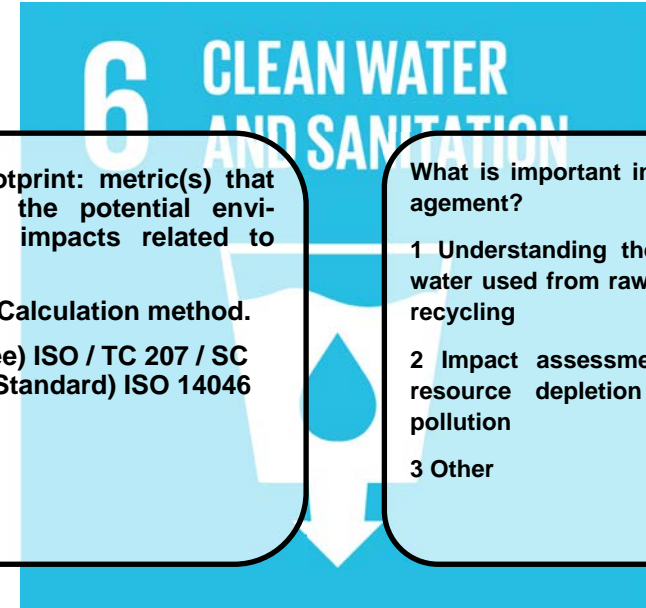 6 CLEAN WATER
AND SANITATION
otprint: metric(s) that
the potential envi-
impacts related to
Calculation method.
e) ISO / TC 207 / SC
Standard) ISO 14046
What is important in
agement?
1 Understanding the
water used from raw
recycling
2 Impact assessme
resource depletion
pollution
3 Other